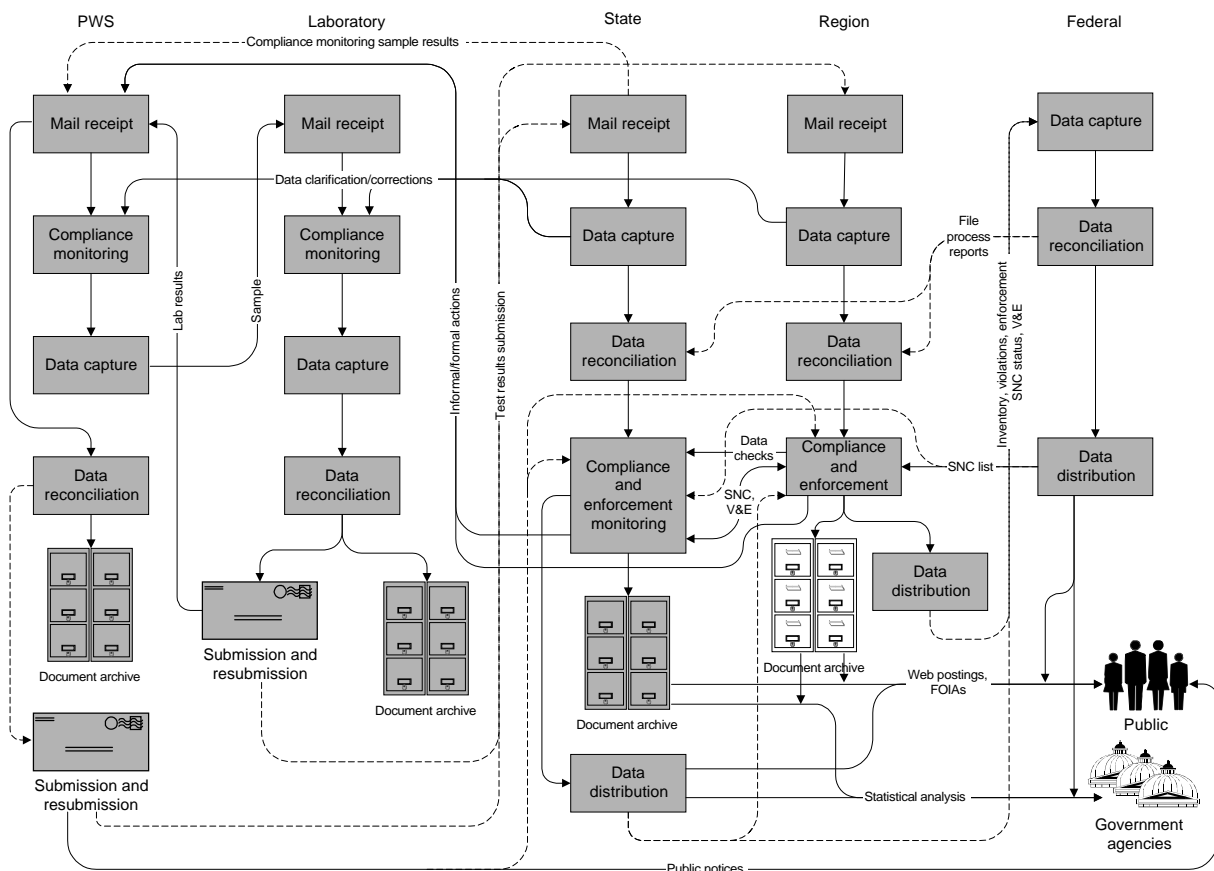 PWS
Laboratory
State
Region
Federal
Compliance monitoring sample results
Mail receipt
Mail receipt
Mail receipt
Mail receipt
Data capture
Data clarification/corrections
Compliance
monitoring
Compliance
monitoring
Data capture
Data capture
File
process
reports
Data
reconciliation
Lab results
Sample
Informal/formal actions
Test results submission
Inventory, violations, enforcement
SNC status, V&E
Data capture
Data capture
Data
reconciliation
Data
reconciliation
Data
reconciliation
Data
reconciliation
Compliance
and
enforcement
monitoring
Data
checks
SNC,
V&E
Compliance
and
enforcement
SNC list
Data
distribution
Data
distribution
Document archive
Submission and
resubmission
Document archive
Document archive
Document archive
Web postings,
FOIAs
Public
Submission and
resubmission
Data
distribution
Statistical analysis
Government
agencies
Public notices